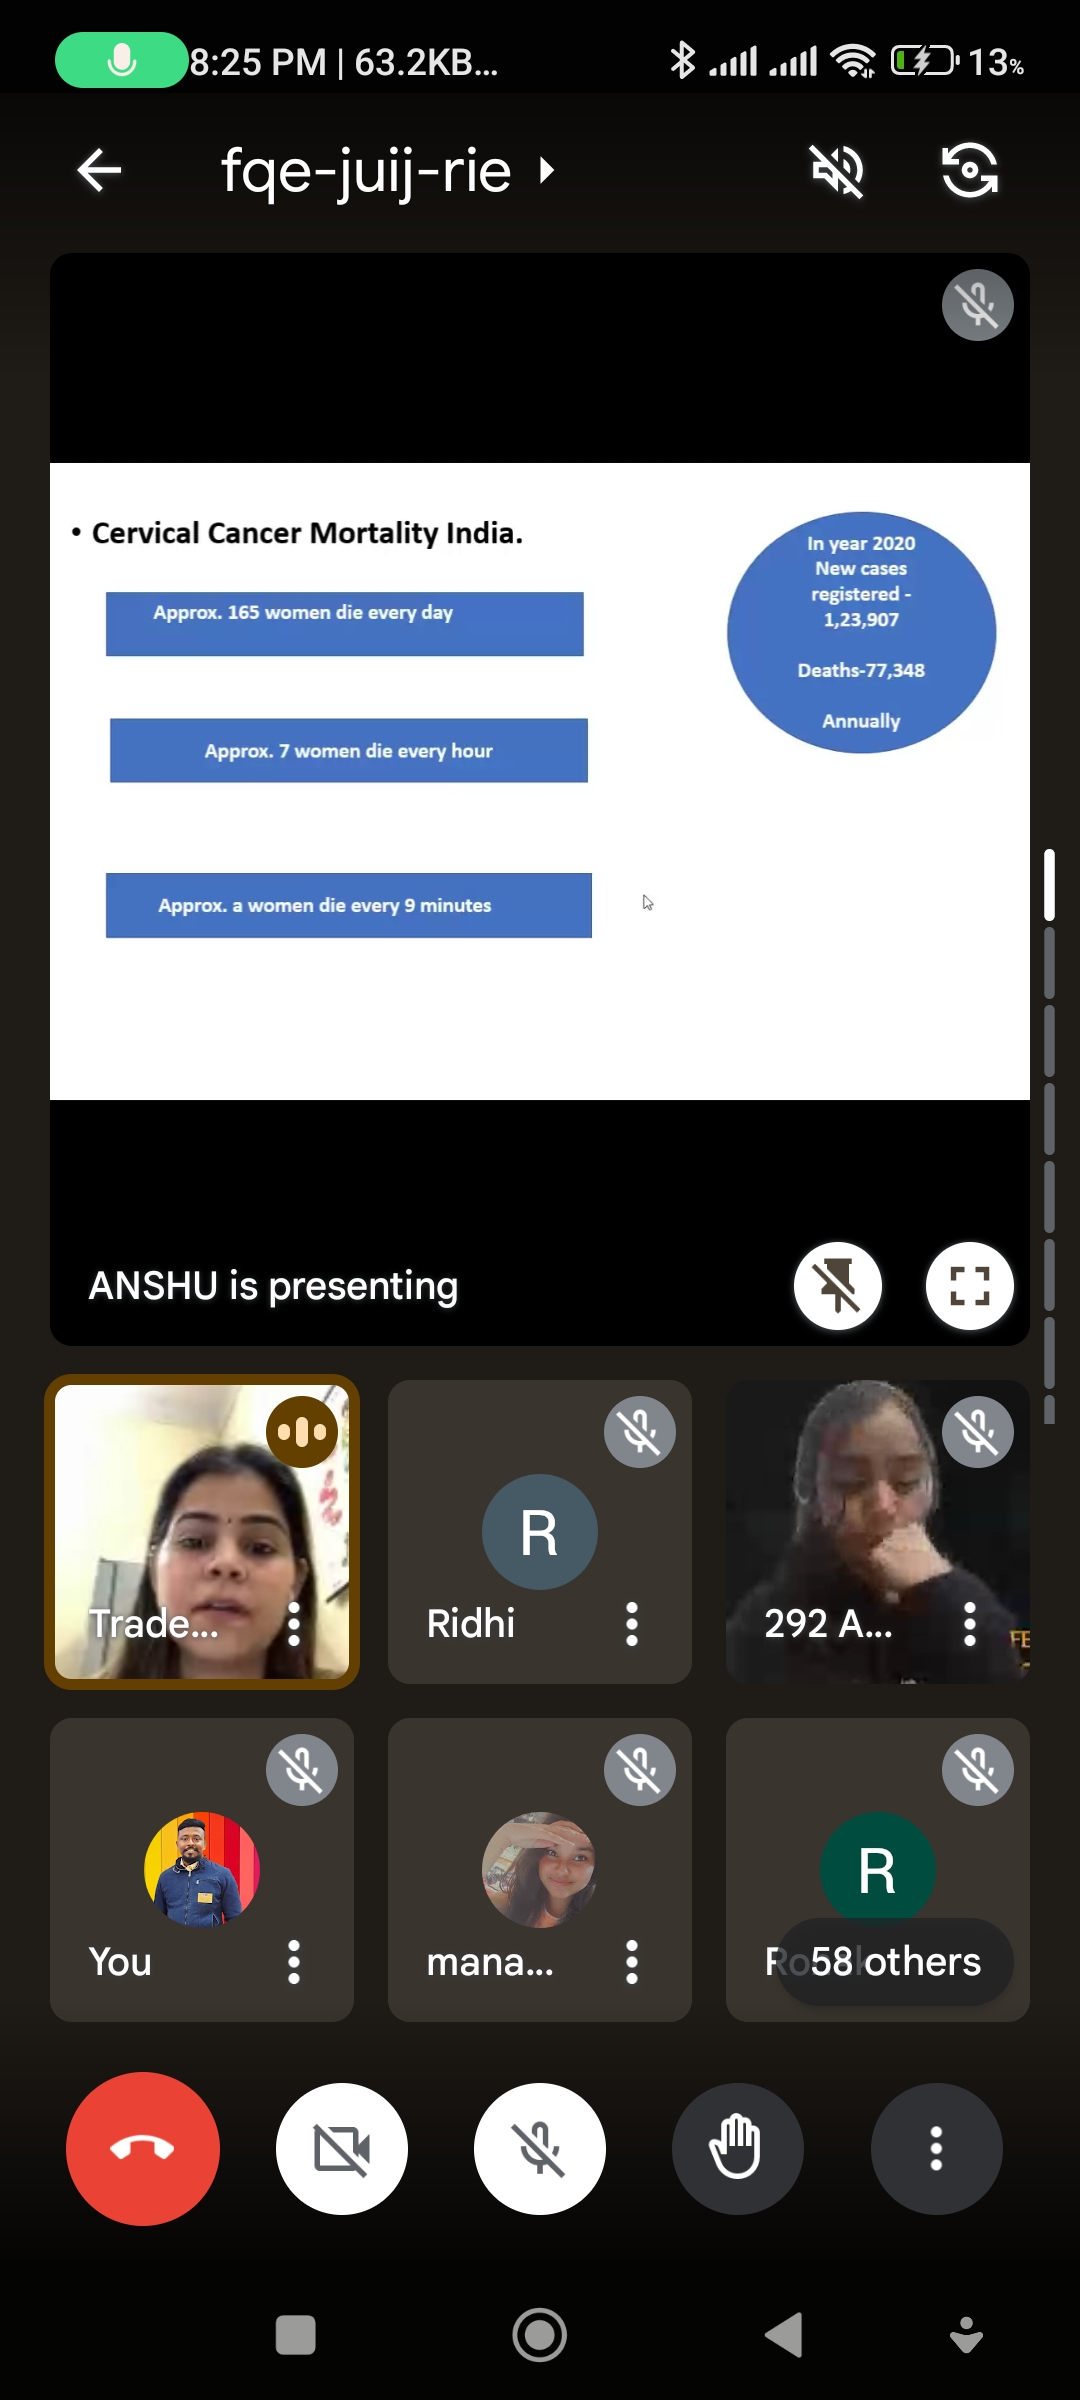 8:25 PM | 63.2KB...
13%
fqe-juij-rie
• Cervical Cancer Mortality India.
Approx. 165 women die every day
Approx. 7 women die every hour
Approx. a women die every 9 minutes
In year 2020
New cases
registered -
1,23,907
Deaths-77,348
Annually
ANSHU is presenting
Trade...
R
Ridhi
292 A...
FE
You
mana...
R
58 others